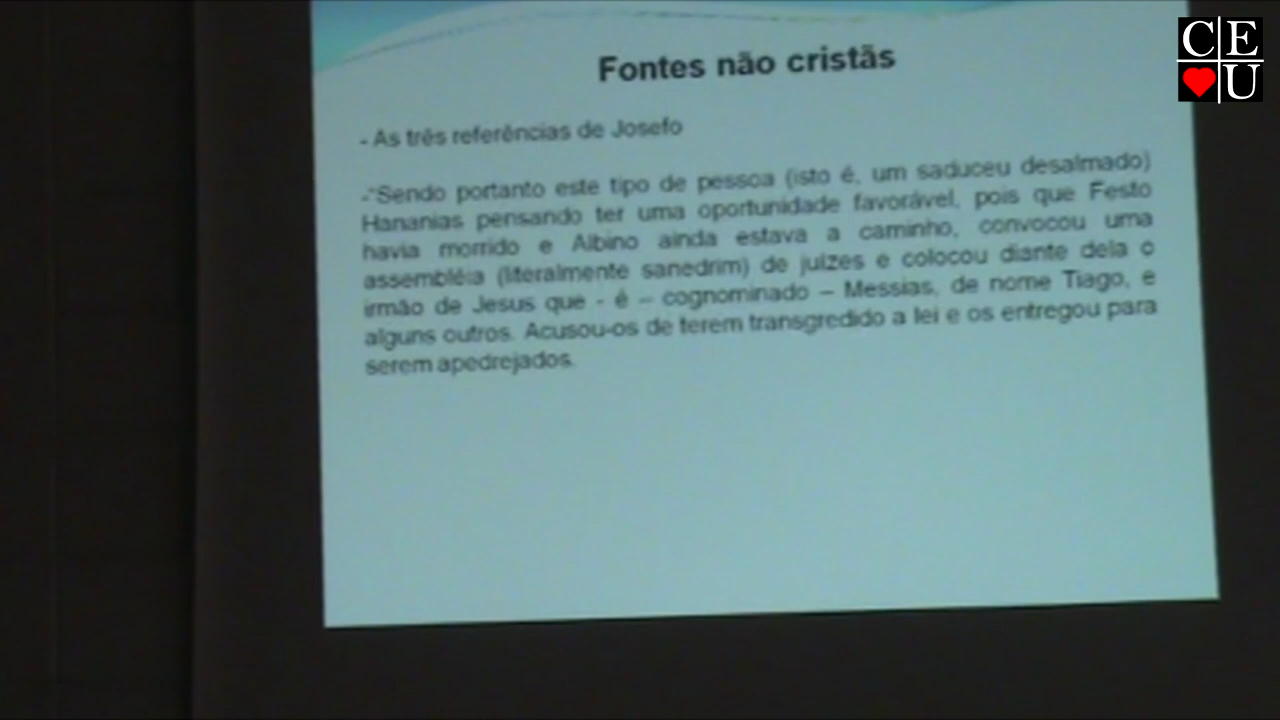 C E
U
Fontes não cristãs
- As três referências de Josefo
-“Sendo portanto este tipo de pessoa (isto é, um saduceu desalmado)
Hananias pensando ter uma oportunidade favorável, pois que Festo
havia morrido e Albino ainda estava a caminho, convocou uma
assembléia (literalmente sanedrim) de juízes e colocou diante dela o
irmão de Jesus que - é – cognominado – Messias, de nome Tiago, e
alguns outros. Acusou-os de terem transgredido a lei e os entregou para
serem apedrejados.